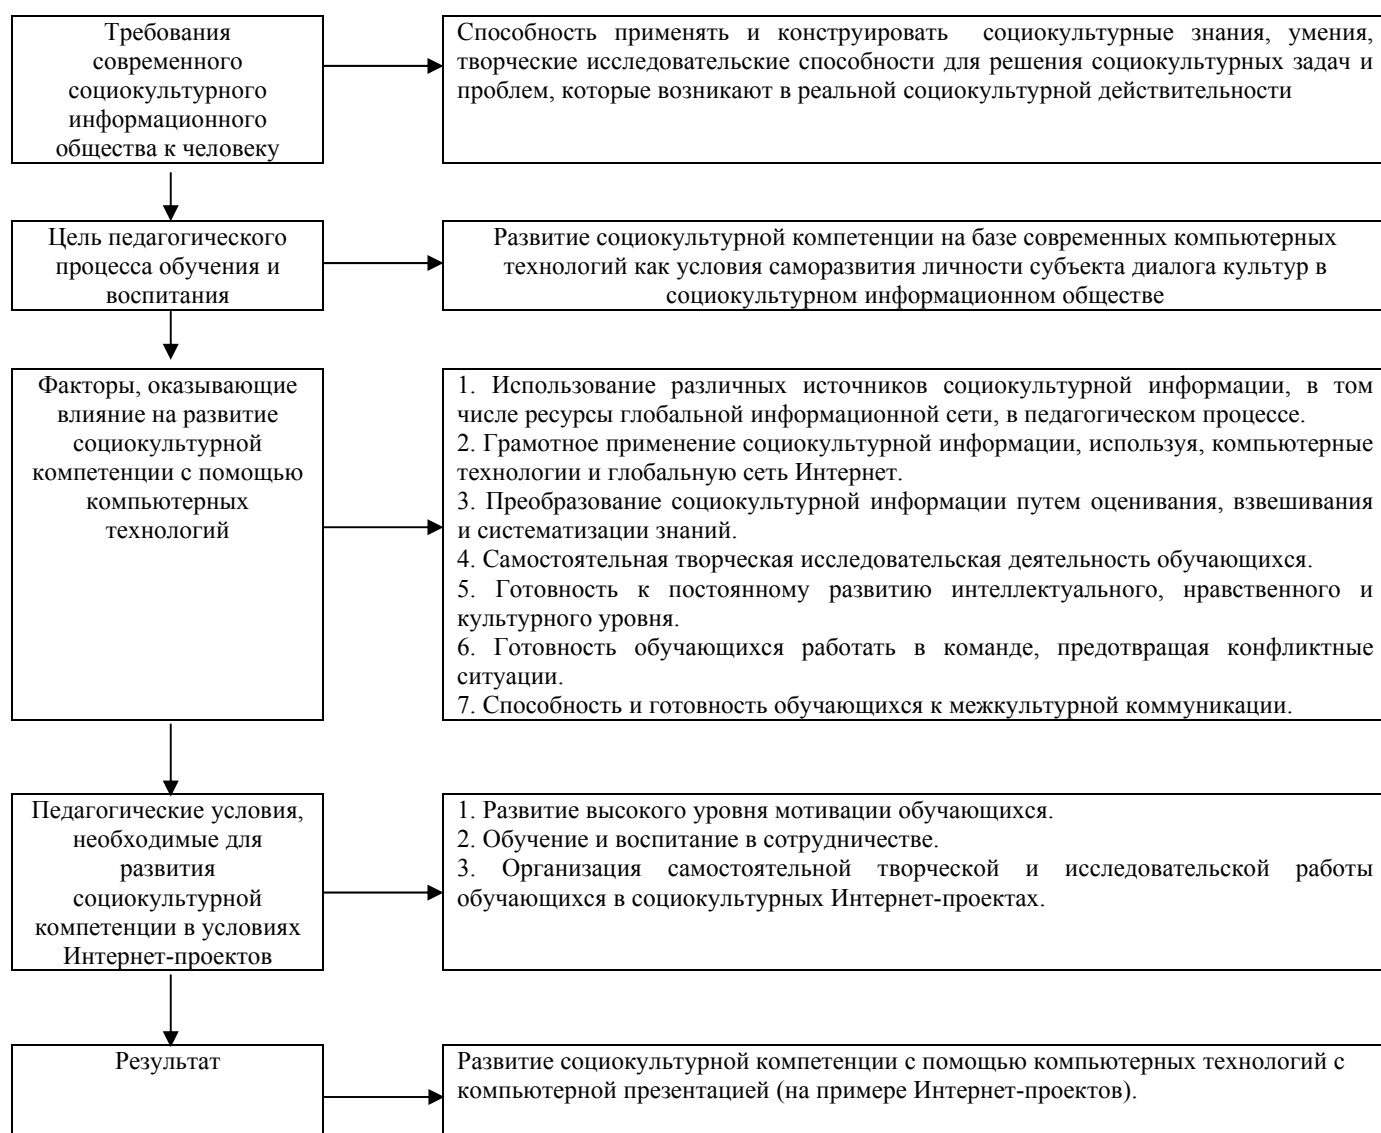 Требования
современного
социокультурного
информационного
общества к человеку
Способность применять и конструировать социокультурные знания, умения,
творческие исследовательские способности для решения социокультурных задач и
проблем, которые возникают в реальной социокультурной действительности
Цель педагогического
процесса обучения и
воспитания
Развитие социокультурной компетенции на базе современных компьютерных
технологий как условия саморазвития личности субъекта диалога культур в
социокультурном информационном обществе
Факторы, оказывающие
влияние на развитие
социокультурной
компетенции с помощью
компьютерных
технологий
1. Использование различных источников социокультурной информации, в том
числе ресурсы глобальной информационной сети, в педагогическом процессе.
2. Грамотное применение социокультурной информации, используя, компьютерные
технологии и глобальную сеть Интернет.
3. Преобразование социокультурной информации путем оценивания, взвешивания
и систематизации знаний.
4. Самостоятельная творческая исследовательская деятельность обучающихся.
5. Готовность к постоянному развитию интеллектуального, нравственного и
культурного уровня.
6. Готовность обучающихся работать в команде, предотвращая конфликтные
ситуации.
7. Способность и готовность обучающихся к межкультурной коммуникации.
Педагогические условия,
необходимые для
развития
социокультурной
компетенции в условиях
Интернет-проектов
1. Развитие высокого уровня мотивации обучающихся.
2. Обучение и воспитание в сотрудничестве.
3. Организация самостоятельной творческой и исследовательской работы
обучающихся в социокультурных Интернет-проектах.
Результат
Развитие социокультурной компетенции с помощью компьютерных технологий с
компьютерной презентацией (на примере Интернет-проектов).